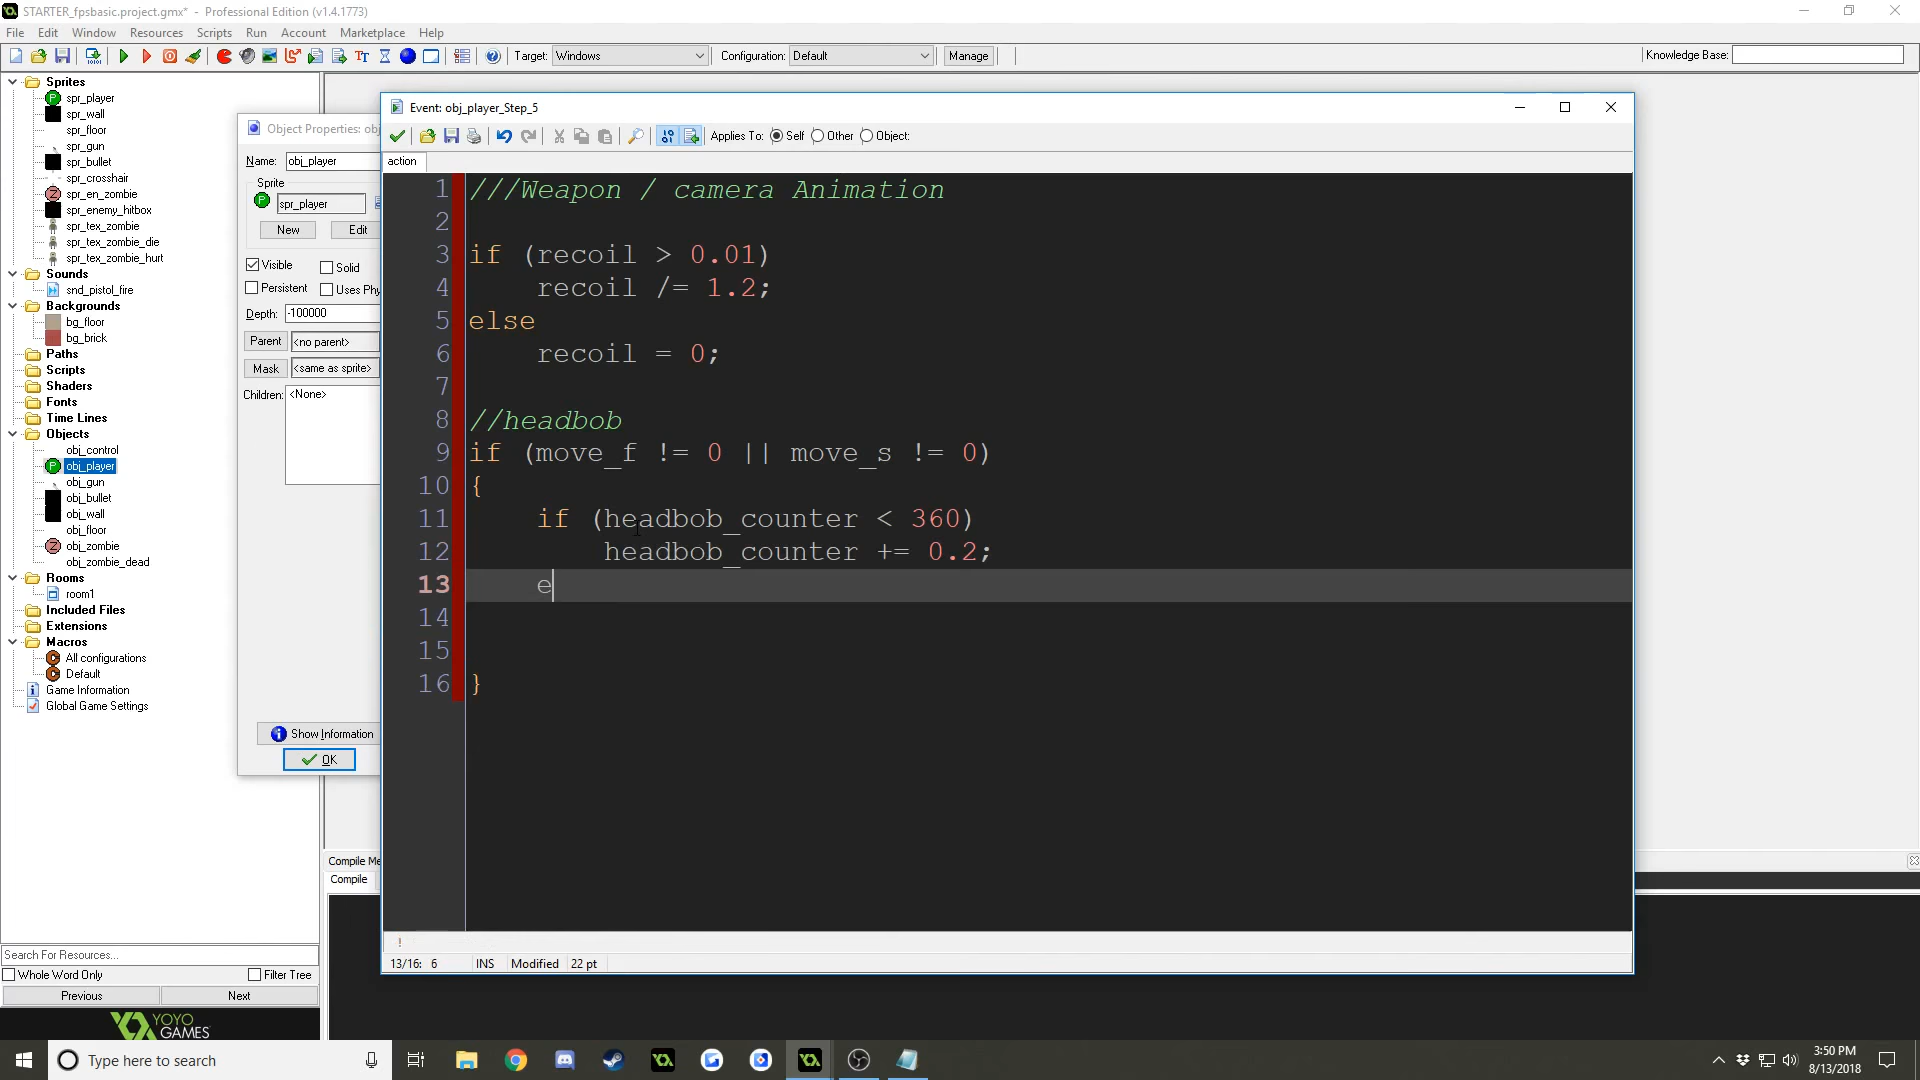 STARTER_fpsbasic.project.gmx* - Professional Edition (v1.4.1773)
File Edit Window Resources Scripts Run Account Marketplace Help
Target: Windows Configuration: Default Manage Knowledge Base:
Sprites
spr_player
spr_wall
spr_floor
spr_gun
spr_bullet
spr_crosshair
spr_en_zombie
spr_enemy_hitbox
spr_tex_zombie
spr_tex_zombie_die
spr_tex_zombie_hurt
Sounds
snd_pistol_fire
Backgrounds
bg_floor
bg_brick
Paths
Scripts
Shaders
Fonts
Time Lines
Objects
obj_control
obj_player
obj_gun
obj_bullet
obj_wall
obj_floor
obj_zombie
obj_zombie_dead
Rooms
room1
Included Files
Extensions
Macros
All configurations
Default
Game Information
Global Game Settings
Search For Resources...
Whole Word Only Filter Tree
Previous Next
YOYO
GAMES
Object Properties: obj
Name: obj_player
Sprite
spr_player
New Edit
Visible Solid
Persistent Uses Phy
Depth: -100000
Parent <no parent>
Mask <same as sprite>
Children: <None>
Show Information
OK
Compile Me
Compile
Event: obj_player_Step_5
Applies To: Self Other Object:
action
1 ///Weapon / camera Animation
2
3 if (recoil > 0.01)
4 recoil /= 1.2;
5 else
6 recoil = 0;
7
8 //headbob
9 if (move_f != 0 || move_s != 0)
10 {
11 if (headbob_counter < 360)
12 headbob_counter += 0.2;
13 e
14
15
16 }
!
13/16: 6 INS Modified 22 pt
Type here to search
3:50 PM
8/13/2018